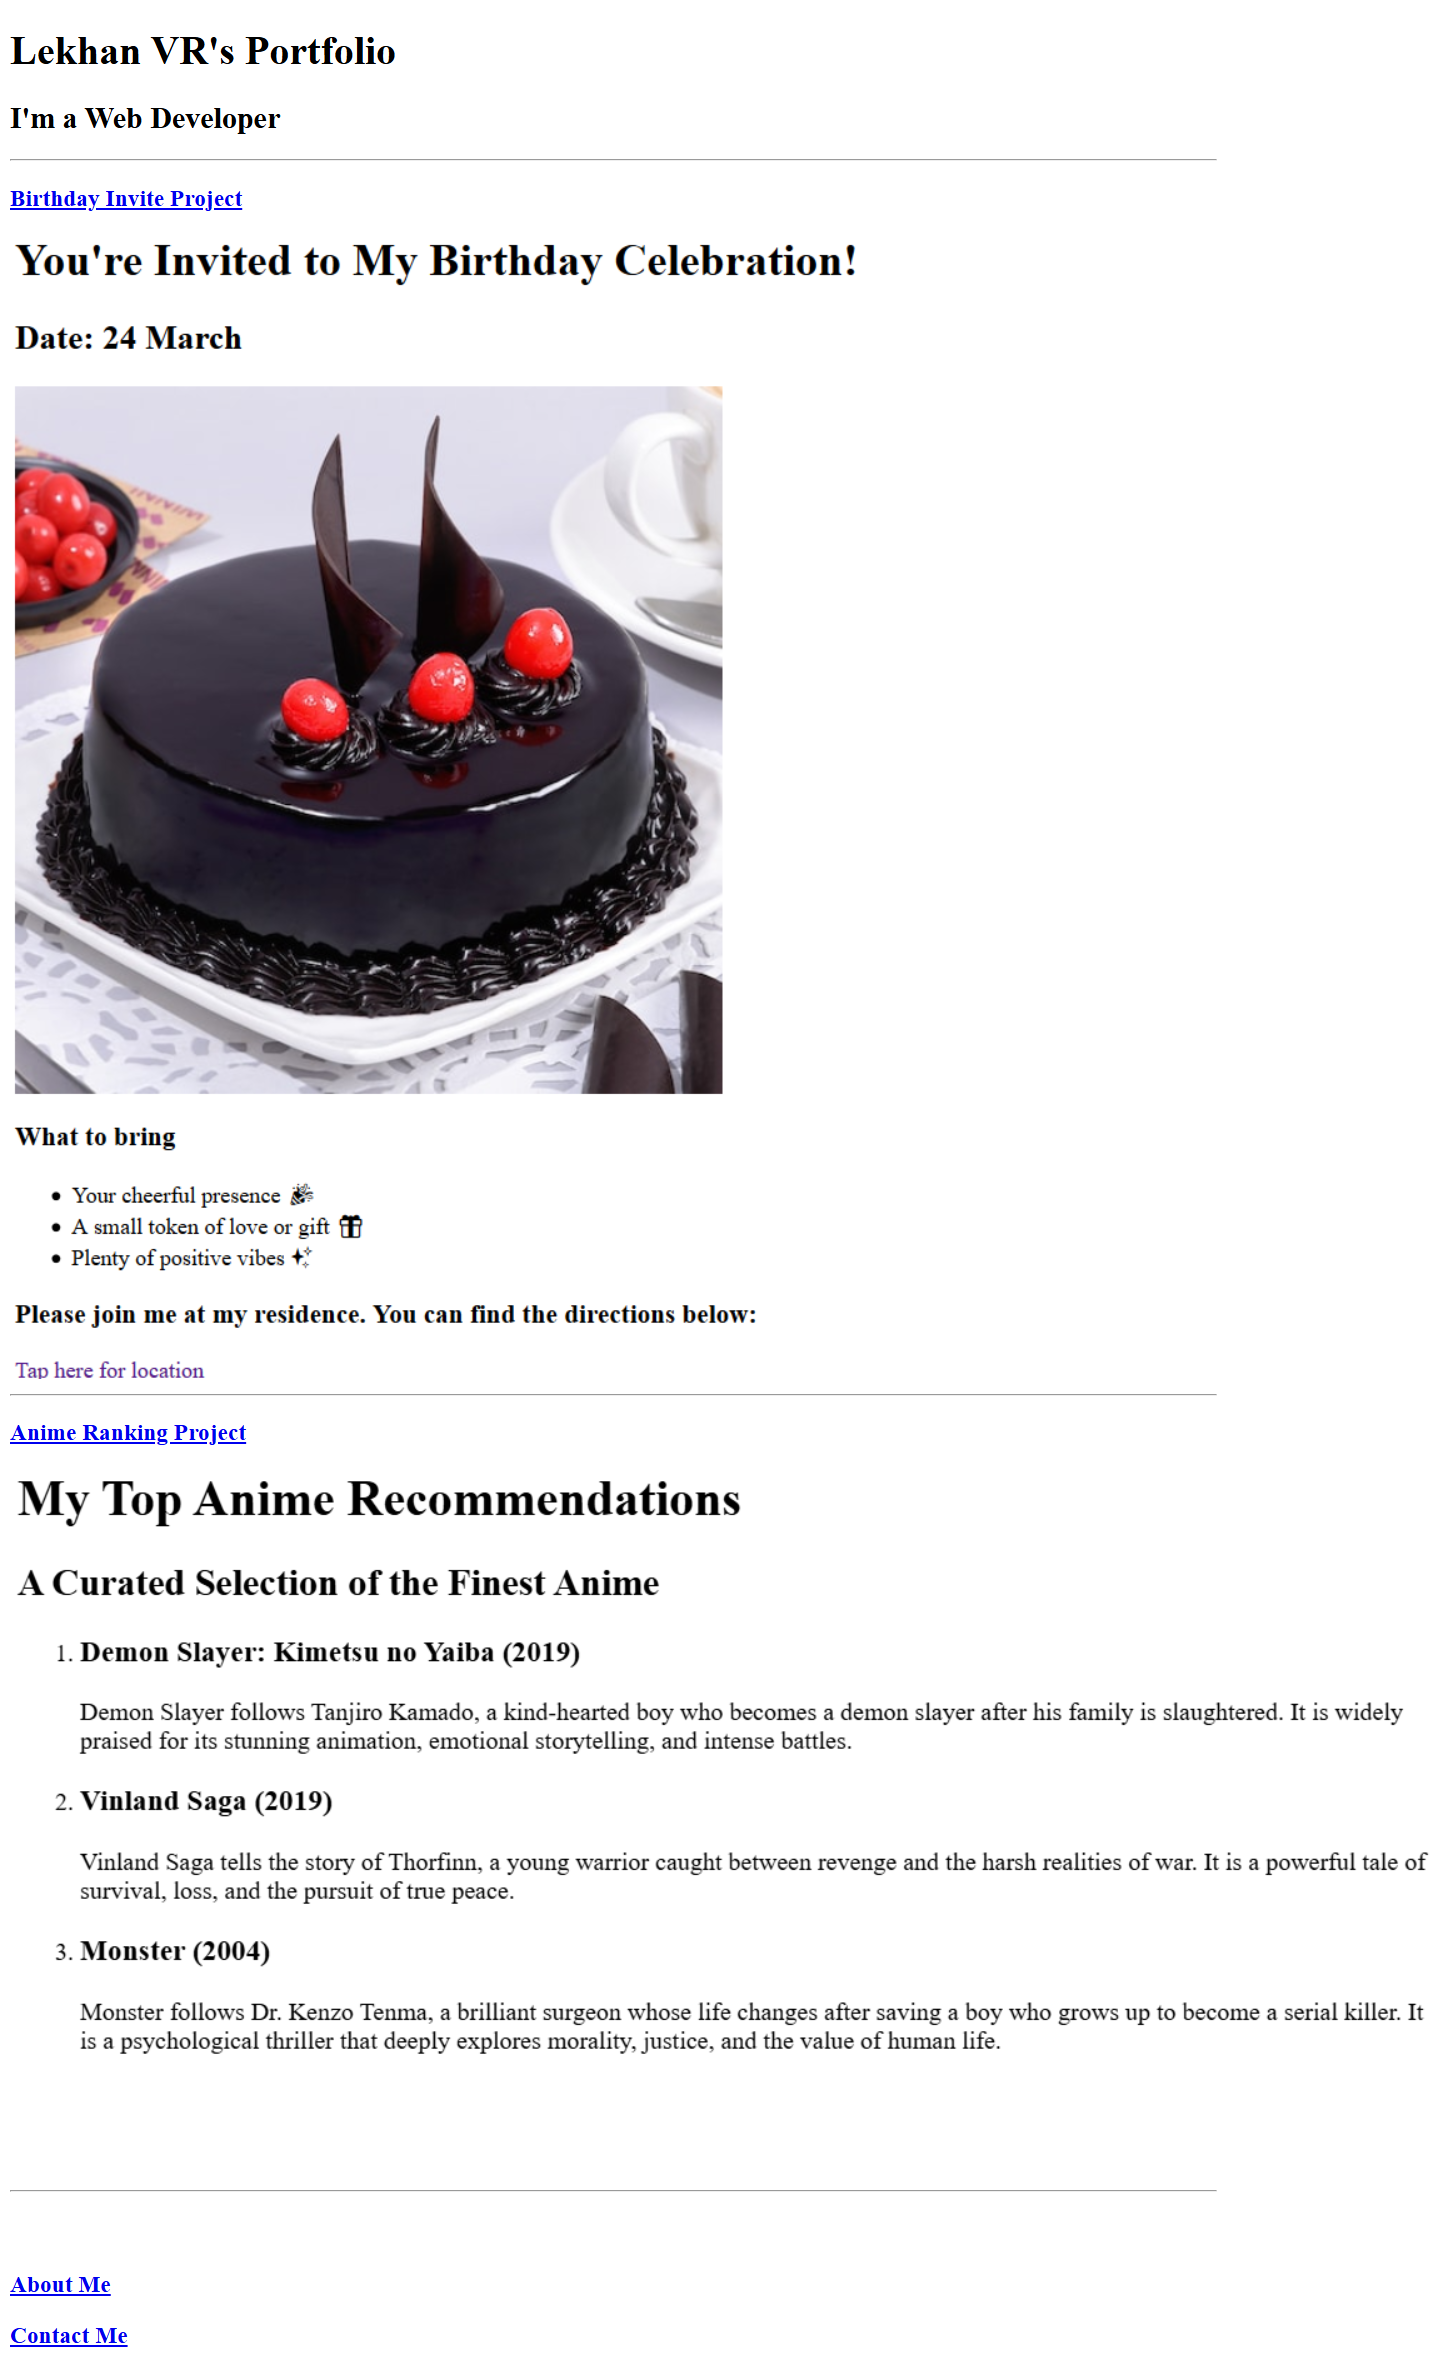 Lekhan VR's Portfolio
I'm a Web Developer
Birthday Invite Project
You're Invited to My Birthday Celebration!
Date: 24 March
What to bring
• Your cheerful presence 🎉
• A small token of love or gift 🎁
• Plenty of positive vibes ✨
Please join me at my residence. You can find the directions below:
Tap here for location
Anime Ranking Project
My Top Anime Recommendations
A Curated Selection of the Finest Anime
1. Demon Slayer: Kimetsu no Yaiba (2019)
Demon Slayer follows Tanjiro Kamado, a kind-hearted boy who becomes a demon slayer after his family is slaughtered. It is widely
praised for its stunning animation, emotional storytelling, and intense battles.
2. Vinland Saga (2019)
Vinland Saga tells the story of Thorfinn, a young warrior caught between revenge and the harsh realities of war. It is a powerful tale of
survival, loss, and the pursuit of true peace.
3. Monster (2004)
Monster follows Dr. Kenzo Tenma, a brilliant surgeon whose life changes after saving a boy who grows up to become a serial killer. It
is a psychological thriller that deeply explores morality, justice, and the value of human life.
About Me
Contact Me